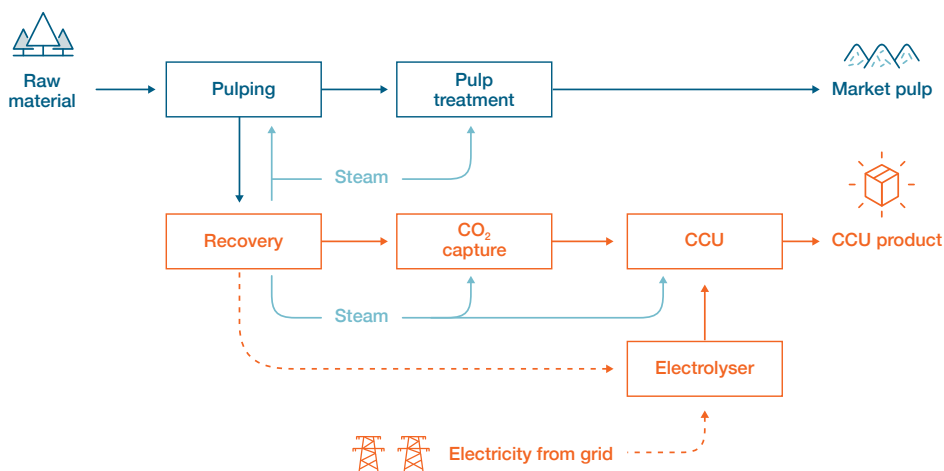 Raw
material
Pulping
Pulp
treatment
Market pulp
Steam
Recovery
CO₂
capture
CCU
CCU product
Steam
Electrolyser
Electricity from grid